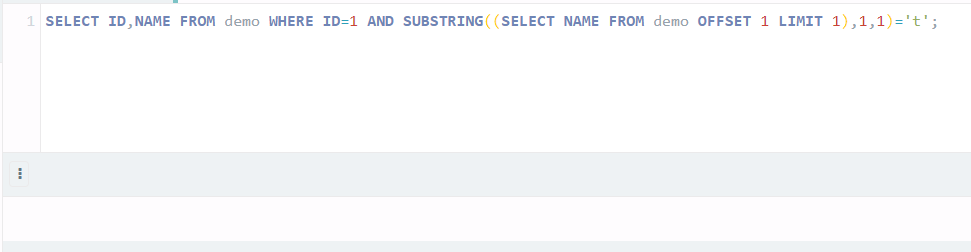 1 SELECT ID,NAME FROM demo WHERE ID=1 AND SUBSTRING((SELECT NAME FROM demo OFFSET 1 LIMIT 1),1,1)='t';